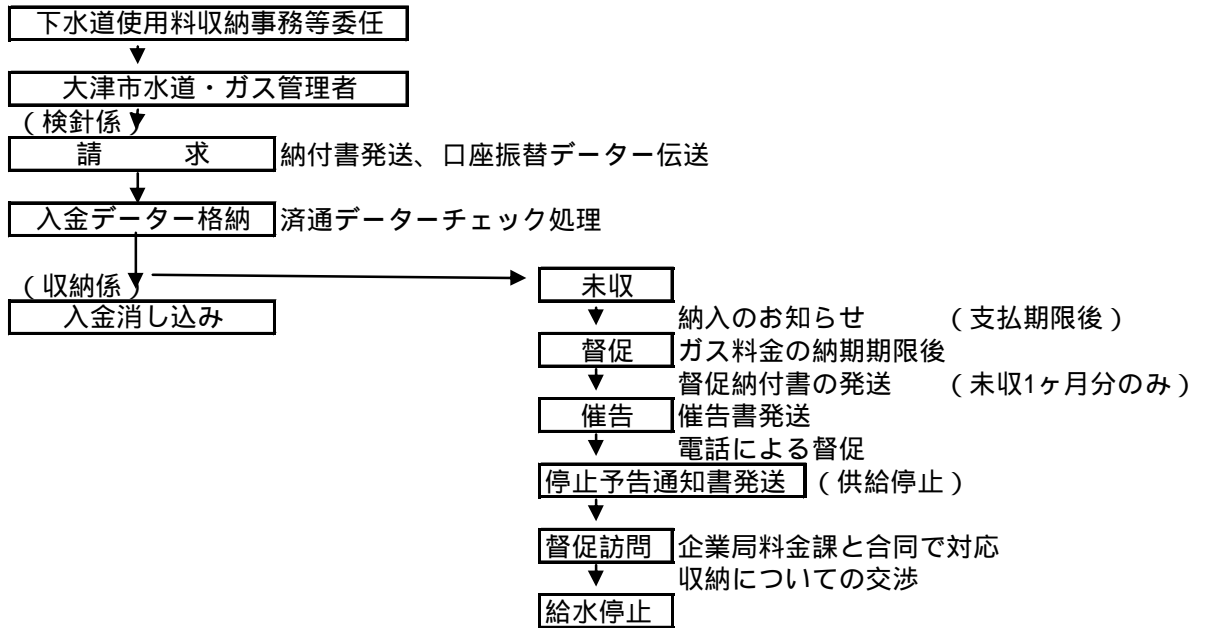 下水道使用料収納事務等委任
大津市水道・ガス管理者
(検針係)
請　　求　納付書発送、口座振替データー伝送
入金データー格納　済通データーチェック処理
(収納係)
入金消し込み
未収
納入のお知らせ　　(支払期限後)
督促　ガス料金の納期期限後
督促納付書の発送　(未収1ヶ月分のみ)
催告　催告書発送
電話による督促
停止予告通知書発送　(供給停止)
督促訪問　企業局料金課と合同で対応
収納についての交渉
給水停止